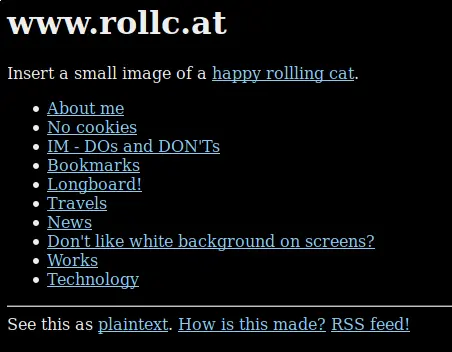 www.rollc.at
Insert a small image of a happy rollling cat.
About me
No cookies
IM - DOs and DON'Ts
Bookmarks
Longboard!
Travels
News
Don't like white background on screens?
Works
Technology
See this as plaintext. How is this made? RSS feed!